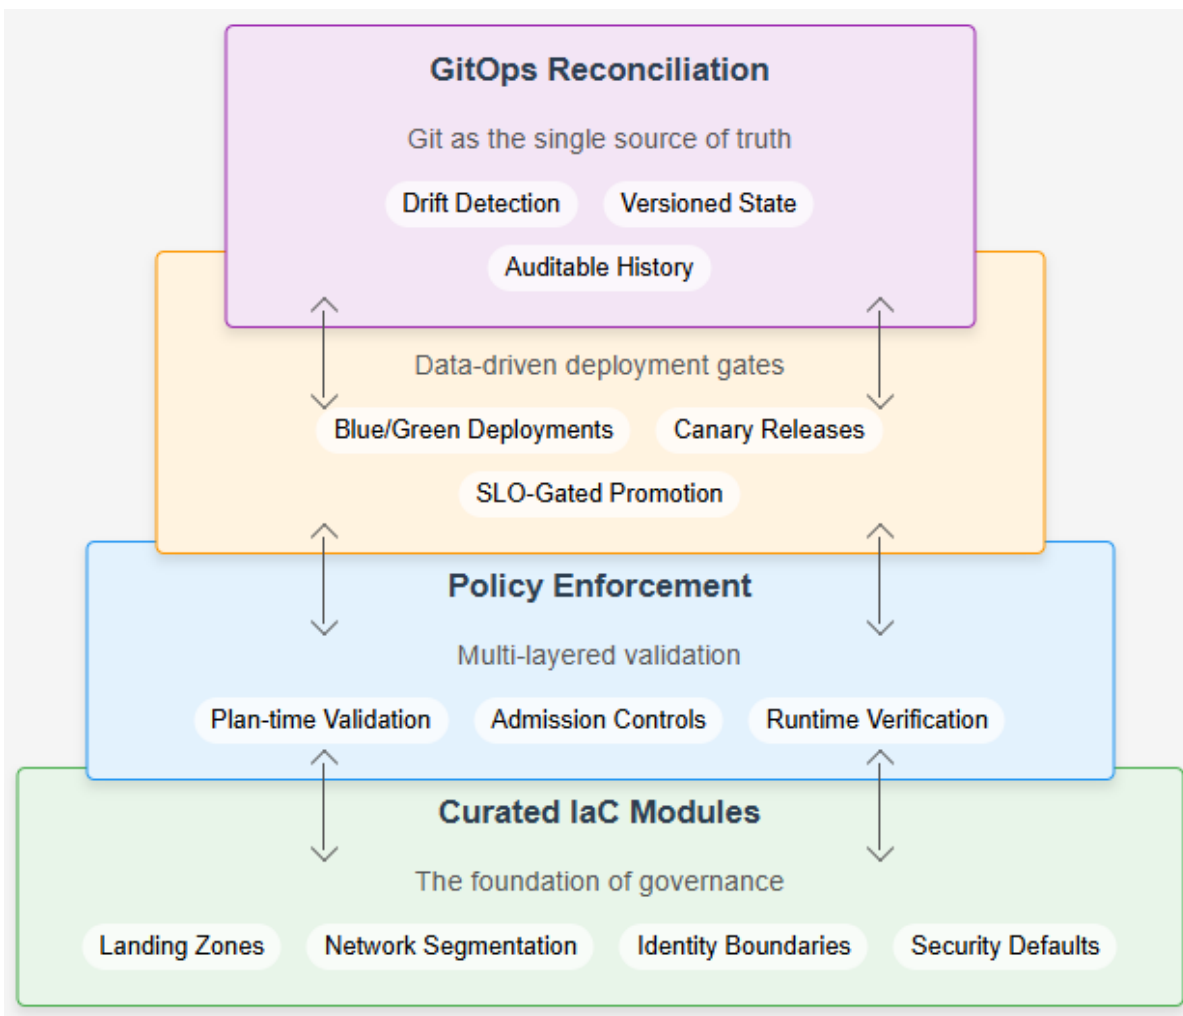 GitOps Reconciliation
Git as the single source of truth
Drift Detection Versioned State
Auditable History
Data-driven deployment gates
Blue/Green Deployments Canary Releases
SLO-Gated Promotion
Policy Enforcement
Multi-layered validation
Plan-time Validation Admission Controls Runtime Verification
Curated IaC Modules
The foundation of governance
Landing Zones Network Segmentation Identity Boundaries Security Defaults